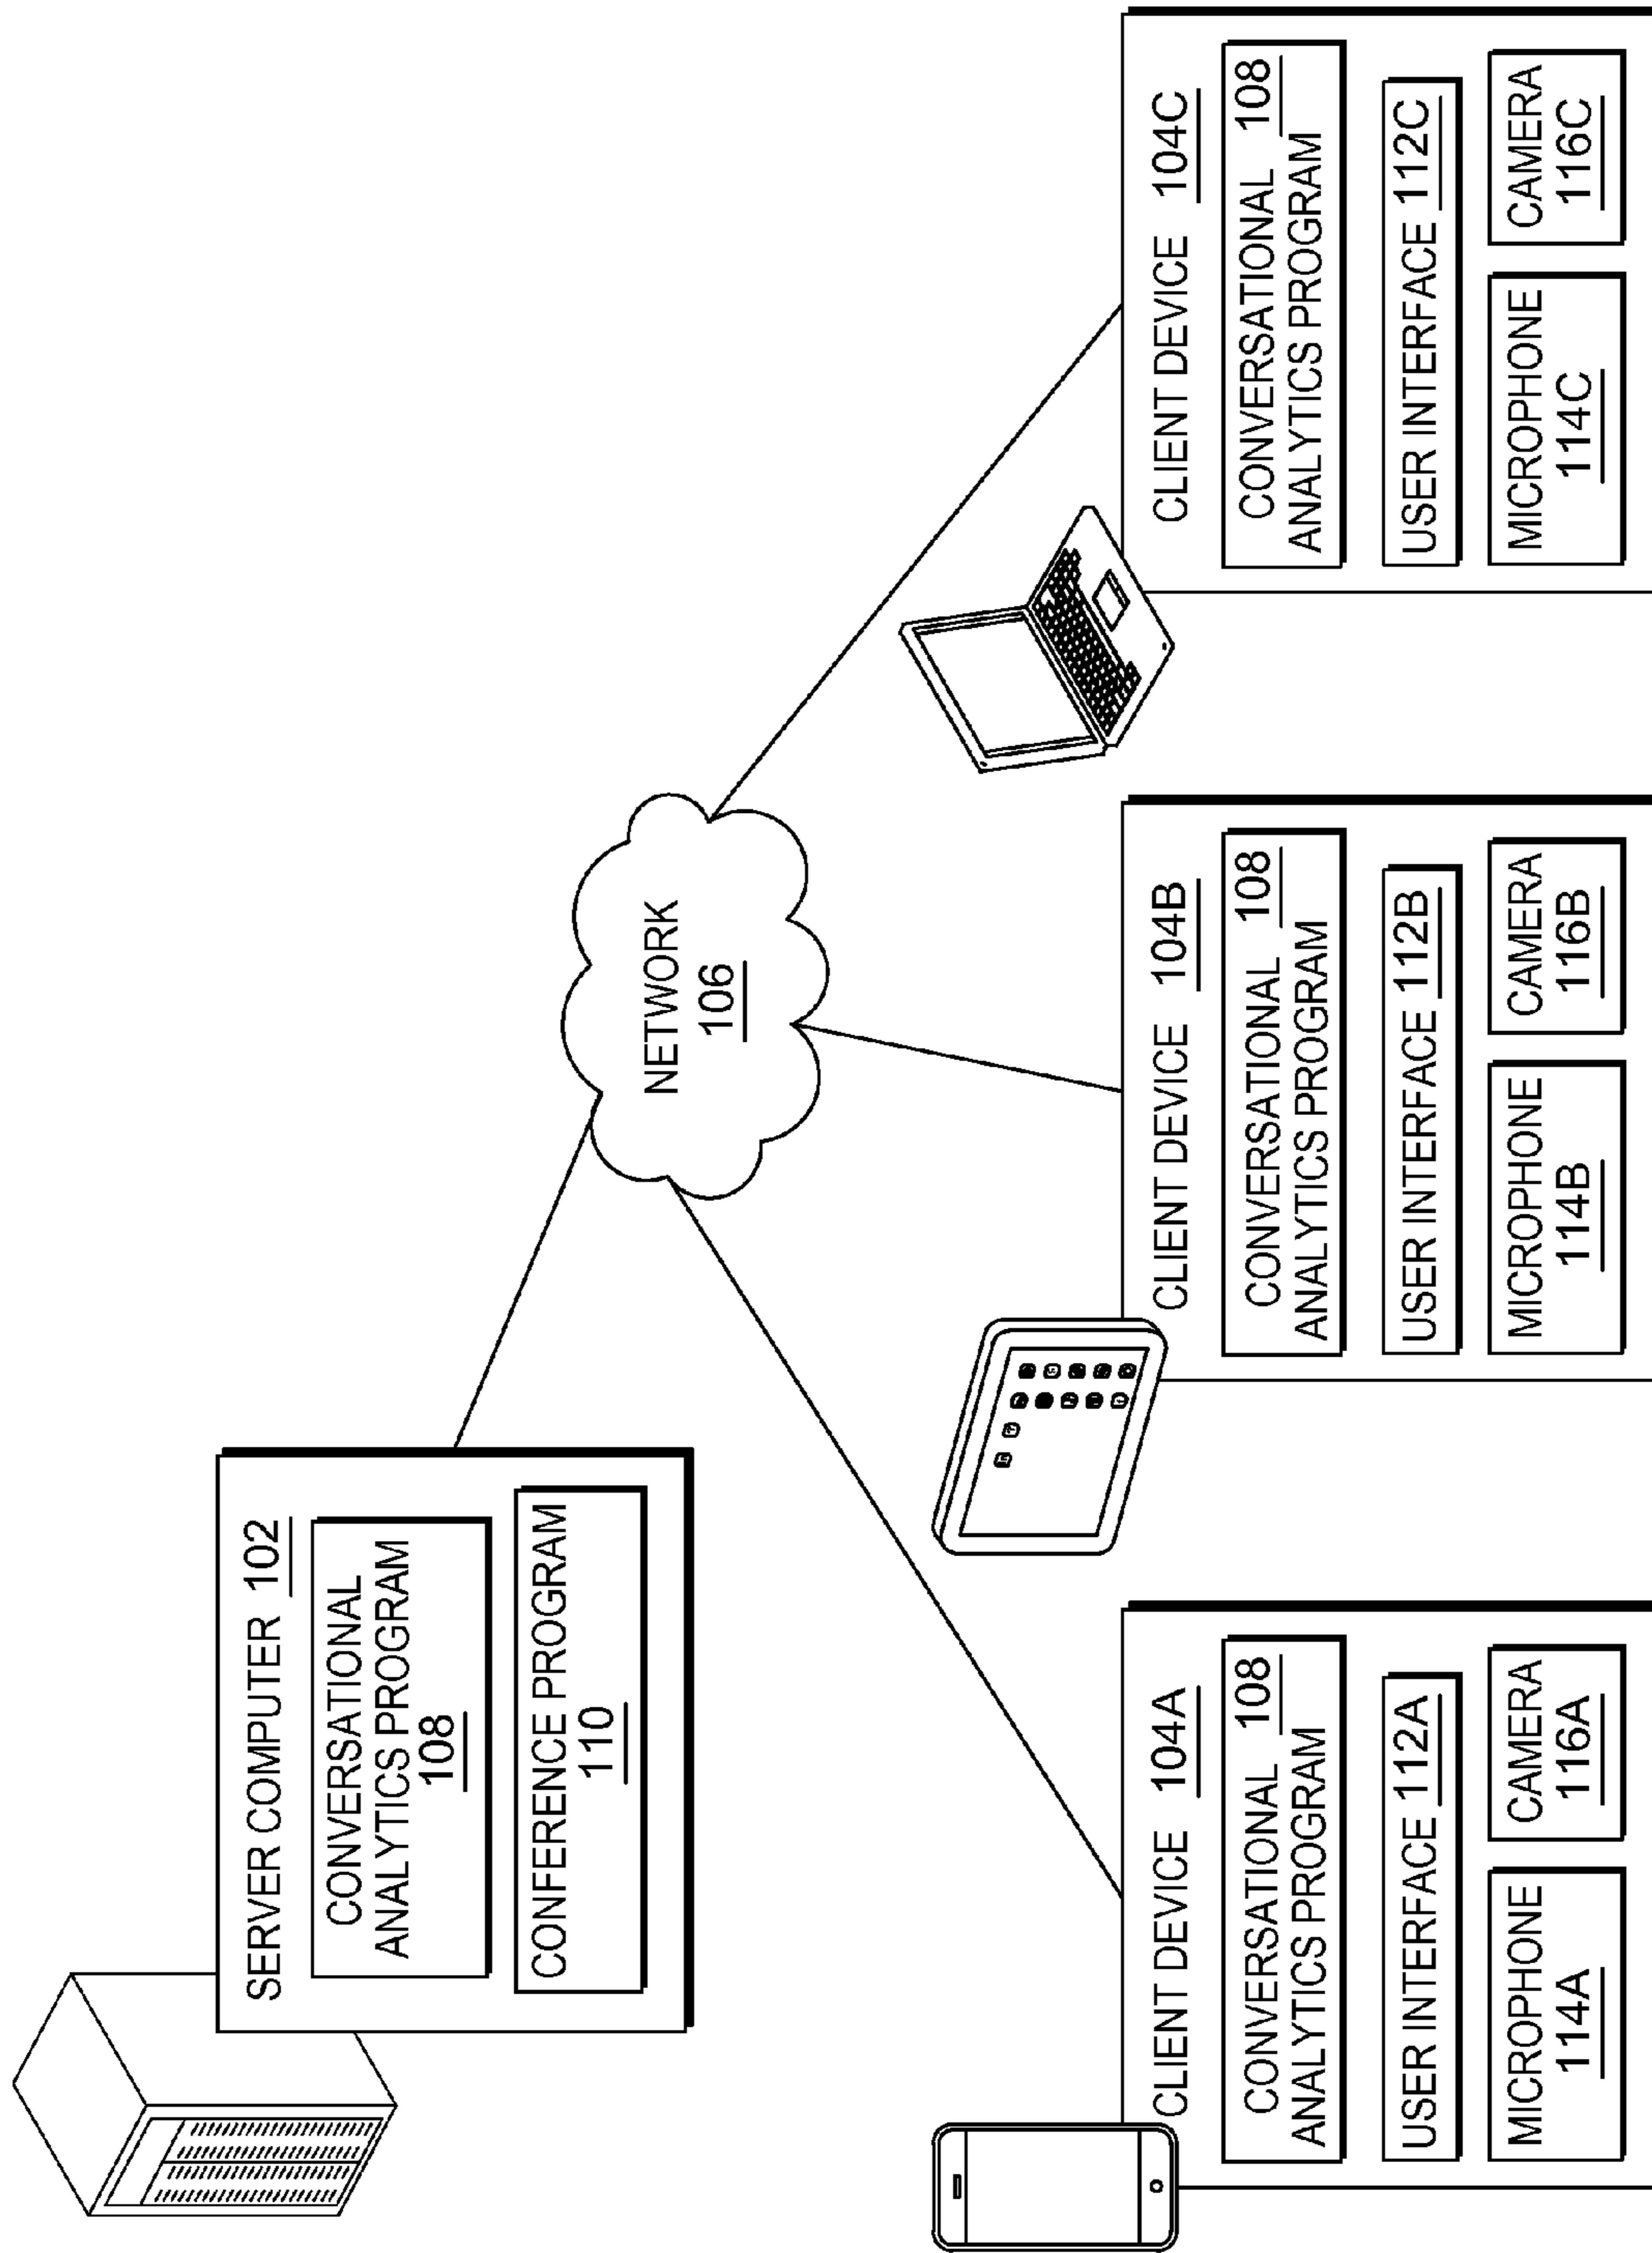 SERVER COMPUTER 102
CONVERSATIONAL
ANALYTICS PROGRAM
108
CONFERENCE PROGRAM
110
NETWORK
106
CLIENT DEVICE 104A
CONVERSATIONAL 108
ANALYTICS PROGRAM
USER INTERFACE 112A
MICROPHONE
114A
CAMERA
116A
CLIENT DEVICE 104B
CONVERSATIONAL 108
ANALYTICS PROGRAM
USER INTERFACE 112B
MICROPHONE
114B
CAMERA
116B
CLIENT DEVICE 104C
CONVERSATIONAL 108
ANALYTICS PROGRAM
USER INTERFACE 112C
MICROPHONE
114C
CAMERA
116C